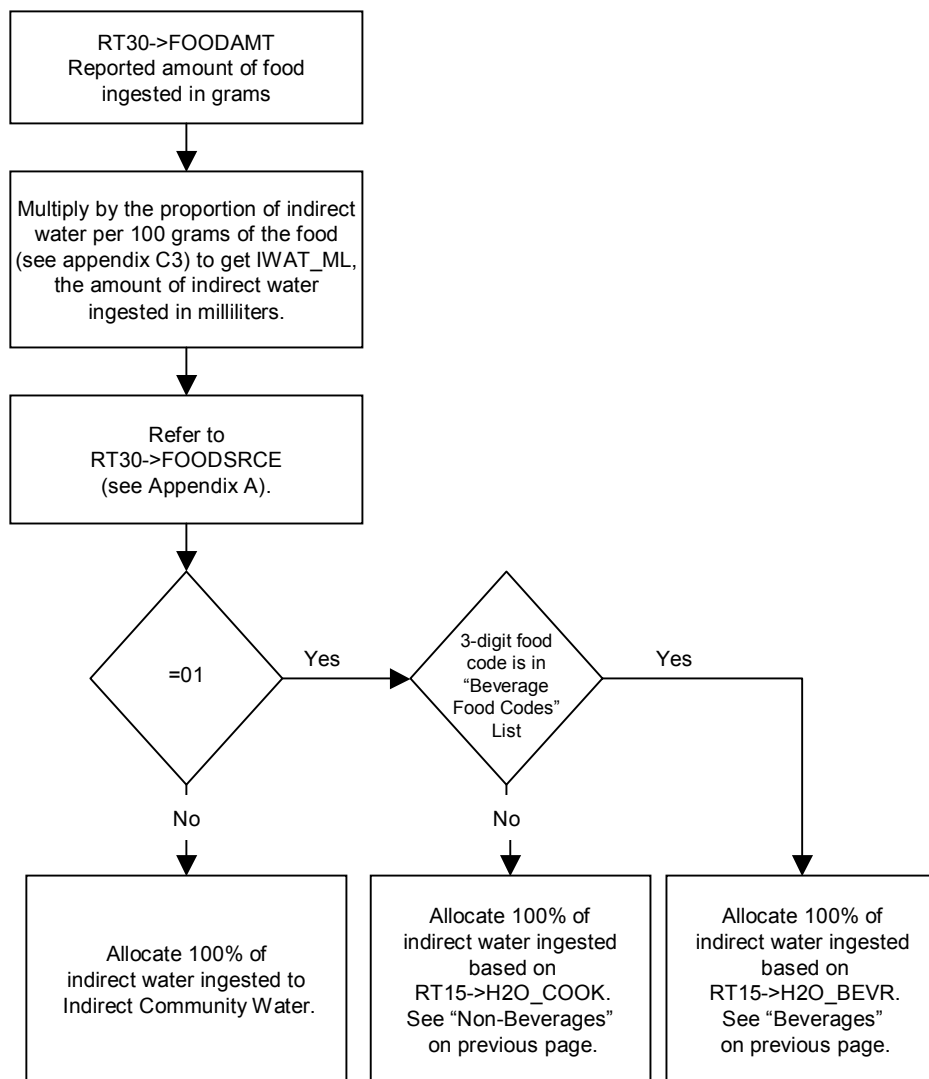 RT30->FOODAMT
Reported amount of food
ingested in grams
Multiply by the proportion of indirect
water per 100 grams of the food
(see appendix C3) to get IWAT_ML,
the amount of indirect water
ingested in milliliters.
Refer to
RT30->FOODSRCE
(see Appendix A).
=01
Yes
3-digit food
code is in
“Beverage
Food Codes”
List
Yes
No
No
Allocate 100% of
indirect water ingested to
Indirect Community Water.
Allocate 100% of
indirect water ingested
based on
RT15->H2O_COOK.
See “Non-Beverages”
on previous page.
Allocate 100% of
indirect water ingested
based on
RT15->H2O_BEVR.
See “Beverages”
on previous page.